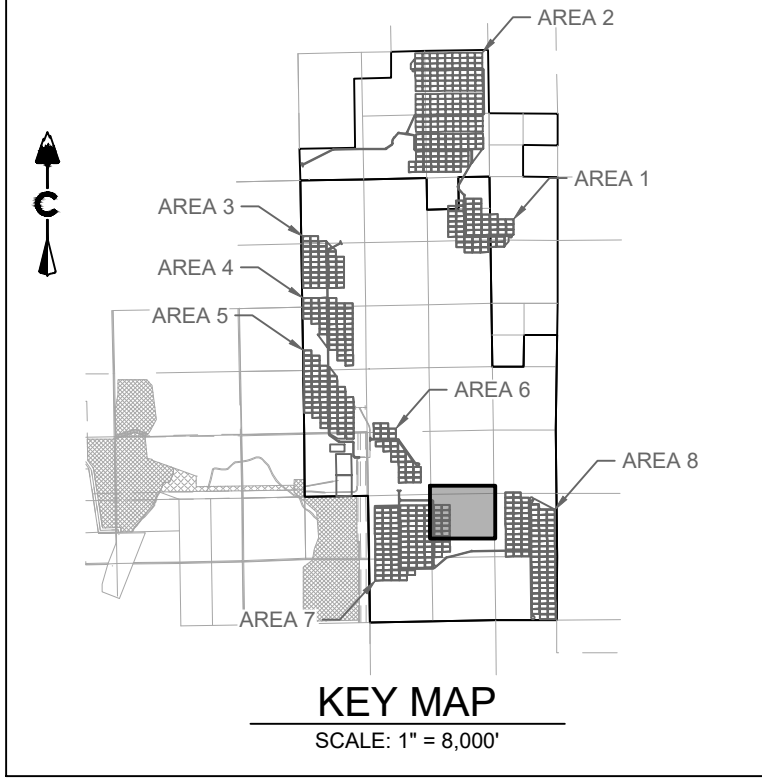 AREA 2
AREA 1
AREA 3
AREA 4
AREA 5
AREA 6
AREA 8
AREA 7
KEY MAP
SCALE: 1" = 8,000'